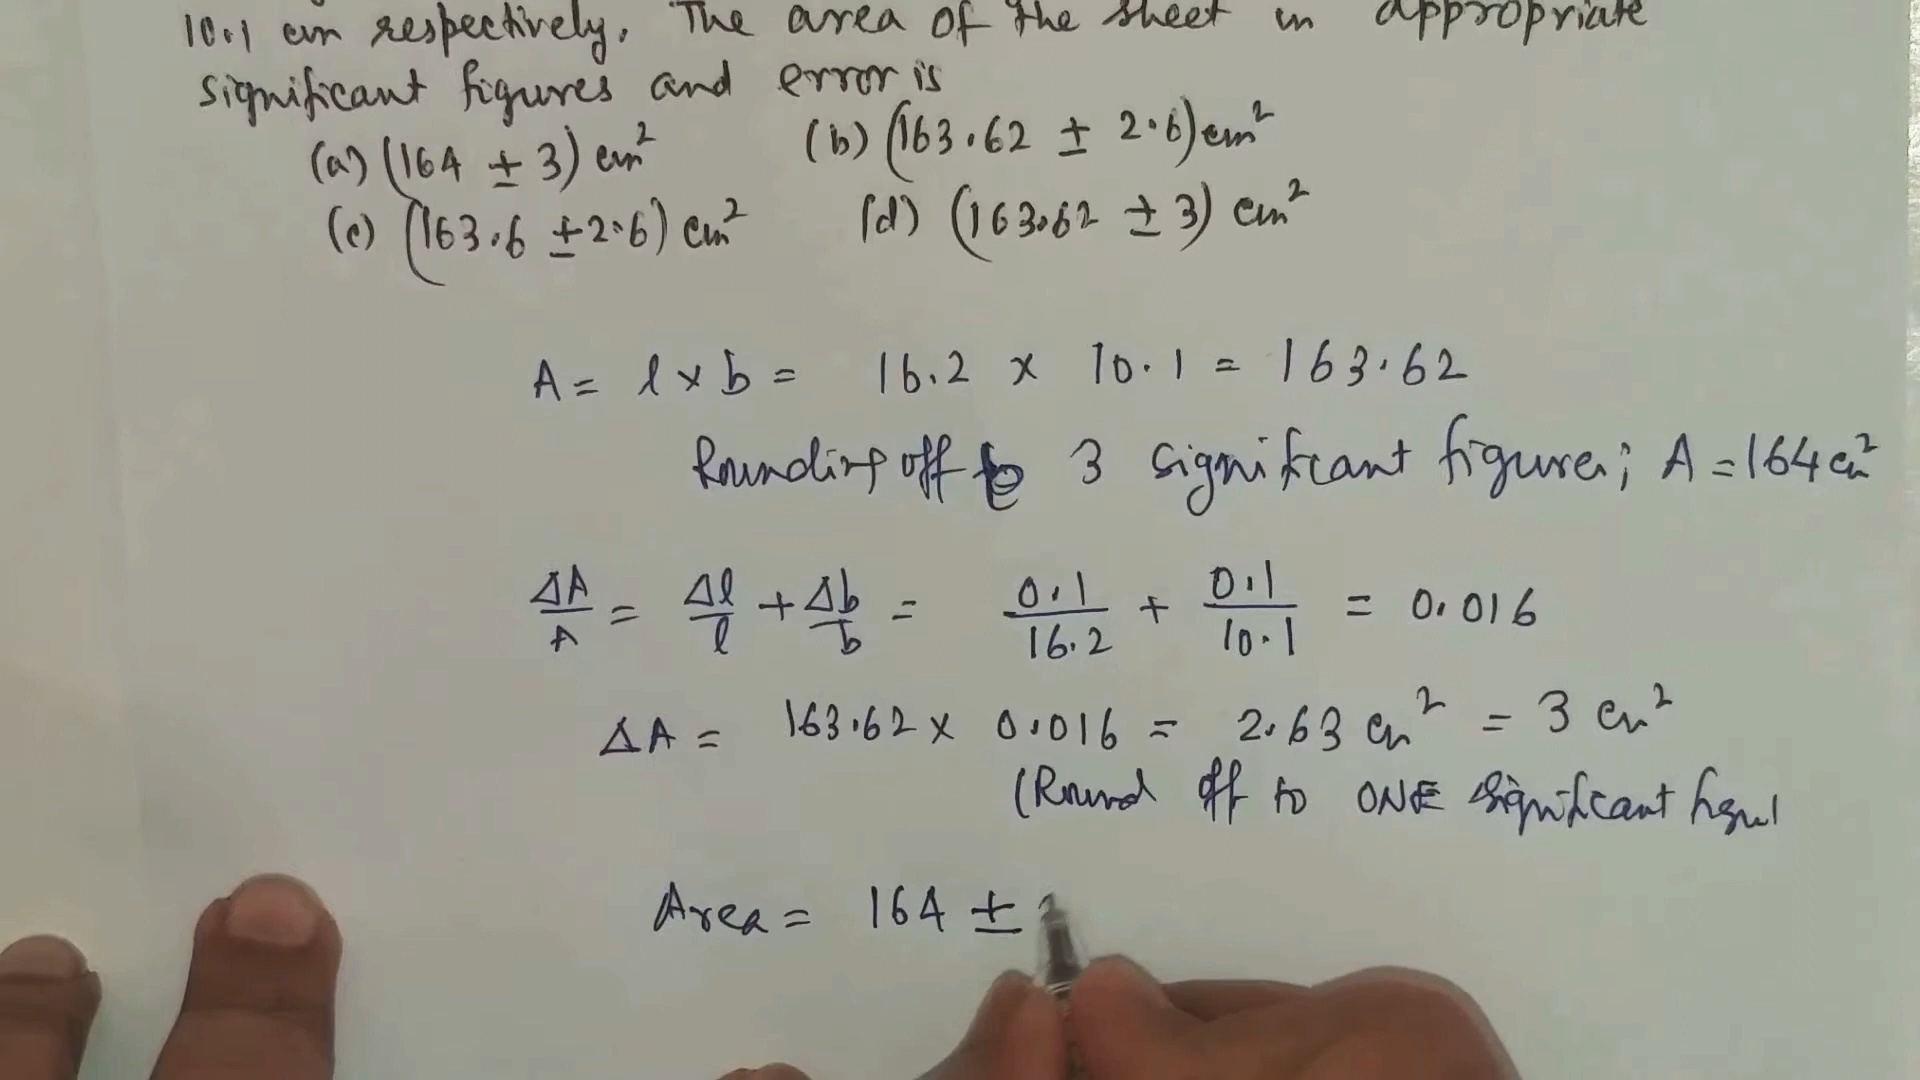 10.1 cm respectively. The area of the sheet in appropriate
significant figures and error is
(a) (164 ± 3) cm² (b) (163.62 ± 2.6) cm²
(c) (163.6 ± 2.6) cm² (d) (163.62 ± 3) cm²
A = l × b = 16.2 × 10.1 = 163.62
Rounding off to 3 significant figures; A = 164 cm²
ΔA/A = Δl/l + Δb/b = 0.1/16.2 + 0.1/10.1 = 0.016
ΔA = 163.62 × 0.016 = 2.63 cm² = 3 cm²
(Round off to ONE significant figu
Area = 164 ±